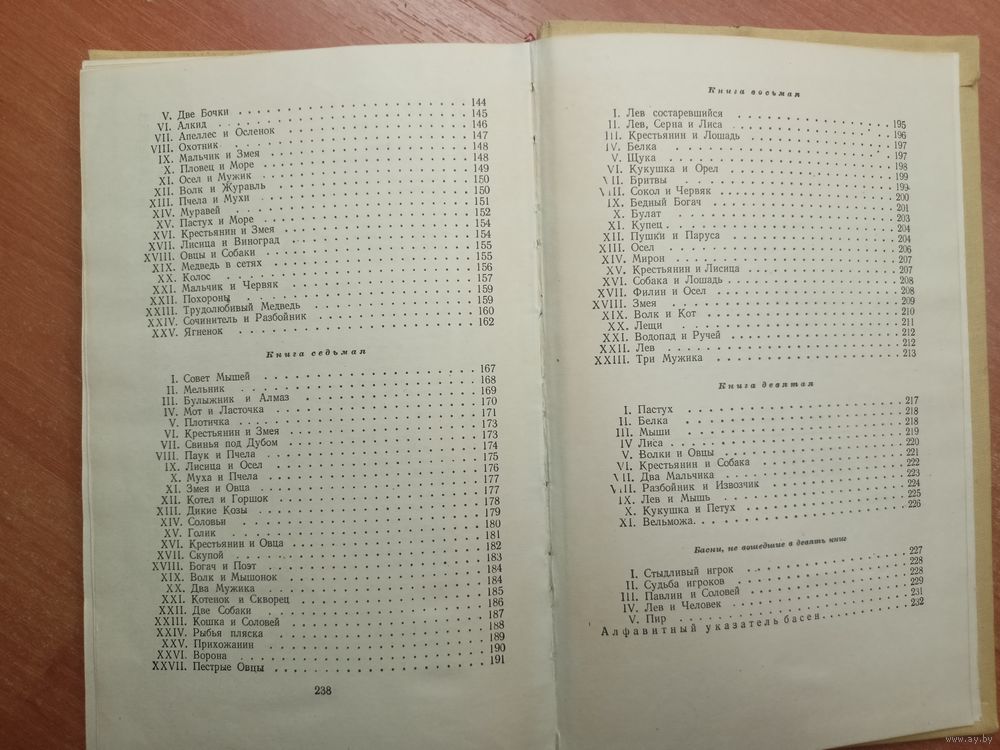 V. Две Бочки 144
VI. Алкид 145
VII. Апеллес и Осленок 146
VIII. Охотник 147
IX. Мальчик и Змея 148
X. Пловец и Море 148
XI. Осел и Мужик 149
XII. Волк и Журавль 150
XIII. Пчела и Мухи 150
XIV. Муравей 151
XV. Пастух и Море 152
XVI. Крестьянин и Змея 154
XVII. Лисица и Виноград 154
XVIII. Овцы и Собаки 155
XIX. Медведь в сетях 155
XX. Колос 156
XXI. Мальчик и Червяк 157
XXII. Похороны 159
XXIII. Трудолюбивый Медведь 159
XXIV. Сочинитель и Разбойник 160
XXV. Ягненок 162
Книга седьмая
I. Совет Мышей 167
II. Мельник 168
III. Булыжник и Алмаз 169
IV. Мот и Ласточка 170
V. Плотичка 171
VI. Крестьянин и Змея 173
VII. Свинья под Дубом 173
VIII. Паук и Пчела 174
IX. Лисица и Осел 175
X. Муха и Пчела 176
XI. Змея и Овца 177
XII. Котел и Горшок 177
XIII. Дикие Козы 178
XIV. Соловьи 179
XV. Голик 180
XVI. Крестьянин и Овца 181
XVII. Скупой 182
XVIII. Богач и Поэт 183
XIX. Волк и Мышонок 184
XX. Два Мужика 184
XXI. Котенок и Скворец 185
XXII. Две Собаки 186
XXIII. Кошка и Соловей 187
XXIV. Рыбья пляска 188
XXV. Прихожанин 189
XXVI. Ворона 190
XXVII. Пестрые Овцы 191
238
Книга восьмая
I. Лев состаревшийся 195
II. Лев, Серна и Лиса 196
III. Крестьянин и Лошадь 197
IV. Белка 197
V. Щука 198
VI. Кукушка и Орел 199
VII. Бритвы 199
VIII. Сокол и Червяк 200
IX. Бедный Богач 201
X. Булат 203
XI. Купец 204
XII. Пушки и Паруса 204
XIII. Осел 206
XIV. Мирон 207
XV. Крестьянин и Лисица 207
XVI. Собака и Лошадь 208
XVII. Филин и Осел 208
XVIII. Змея 209
XIX. Волк и Кот 210
XX. Лещи 211
XXI. Водопад и Ручей 212
XXII. Лев 212
XXIII. Три Мужика 213
Книга девятая
I. Пастух 217
II. Белка 218
III. Мыши 218
IV Лиса 219
V. Волки и Овцы 220
VI. Крестьянин и Собака 221
VII. Два Мальчика 222
VIII. Разбойник и Извозчик 223
IX. Лев и Мышь 224
X. Кукушка и Петух 225
XI. Вельможа 226
Басни, не вошедшие в девять книг
I. Стыдливый игрок 227
II. Судьба игроков 228
III. Павлин и Соловей 228
IV. Лев и Человек 229
V. Пир 231
Алфавитный указатель басен 232
www.ay.by